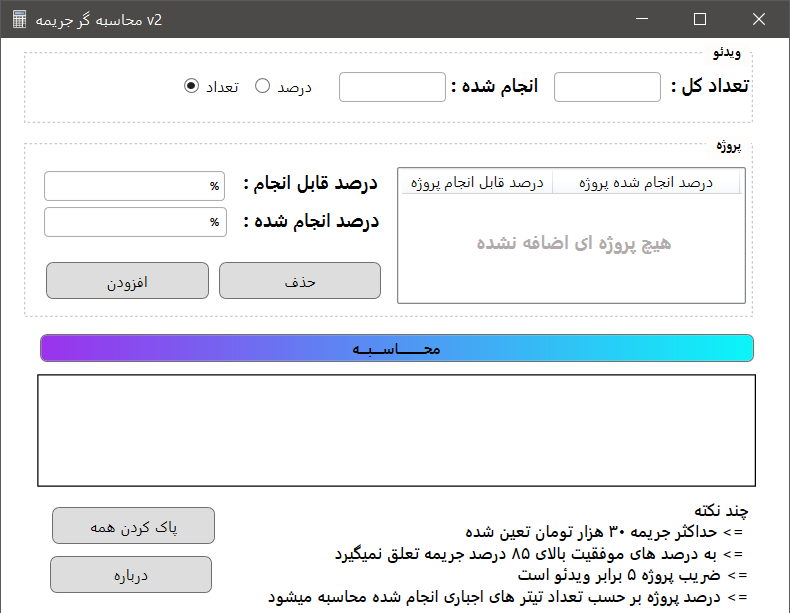 محاسبه گر جریمه v2
ویدئو
تعداد کل : انجام شده : درصد تعداد
پروژه
درصد انجام شده پروژه درصد قابل انجام پروژه
هیچ پروژه ای اضافه نشده
درصد قابل انجام : %
درصد انجام شده : %
حذف افزودن
محـــــاســـبــه
چند نکته
=> حداکثر جریمه ۳۰ هزار تومان تعین شده
=> به درصد های موفقیت بالای ۸۵ درصد جریمه تعلق نمیگیرد
=> ضریب پروژه ۵ برابر ویدئو است
=> درصد پروژه بر حسب تعداد تیتر های اجباری انجام شده محاسبه میشود
پاک کردن همه
درباره